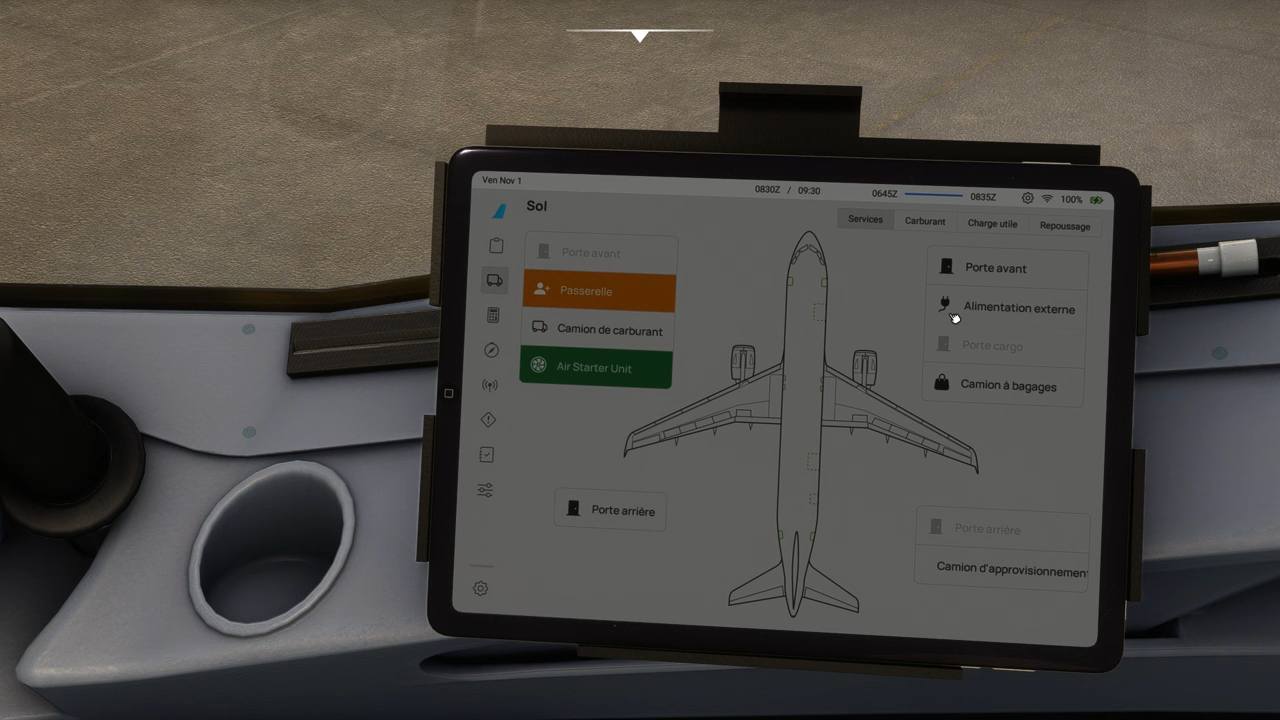 Ven Nov 1
0830Z / 09:30
0645Z
0835Z
100%
Sol
Services
Carburant
Charge utile
Repoussage
Porte avant
Passerelle
Camion de carburant
Air Starter Unit
Porte avant
Alimentation externe
Porte cargo
Camion à bagages
Porte arrière
Porte arrière
Camion d'approvisionnemen